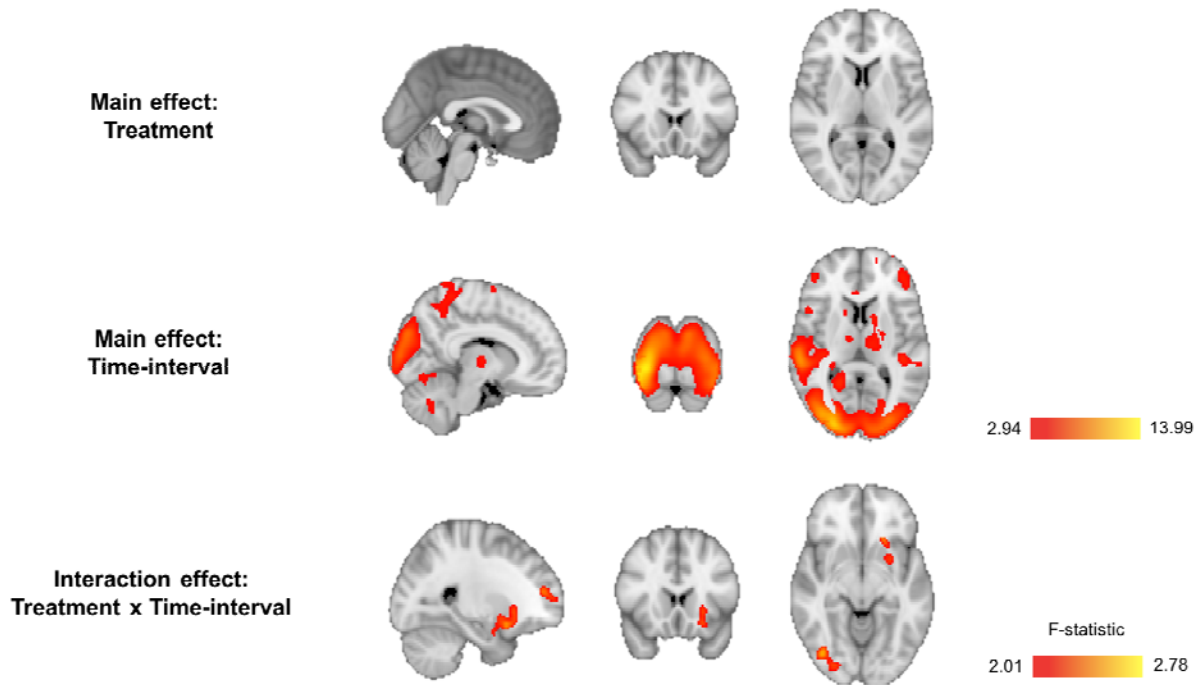 Main effect:
Treatment
Main effect:
Time-interval
2.94
13.99
Interaction effect:
Treatment x Time-interval
F-statistic
2.01
2.78